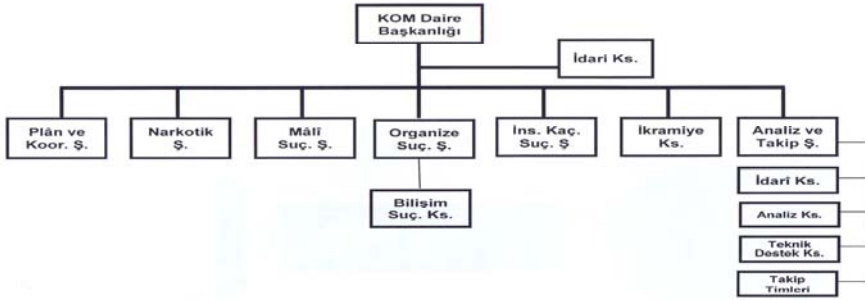 KOM Daire
Başkanlığı
İdari Ks.
Plân ve
Koor. Ş.
Narkotik
Ş.
Mâlî
Suç. Ş.
Organize
Suç. Ş.
İns. Kaç.
Suç. Ş
İkramiye
Ks.
Analiz ve
Takip Ş.
Bilişim
Suç. Ks.
İdarî Ks.
Analiz Ks.
Teknik
Destek Ks.
Takip
Timleri